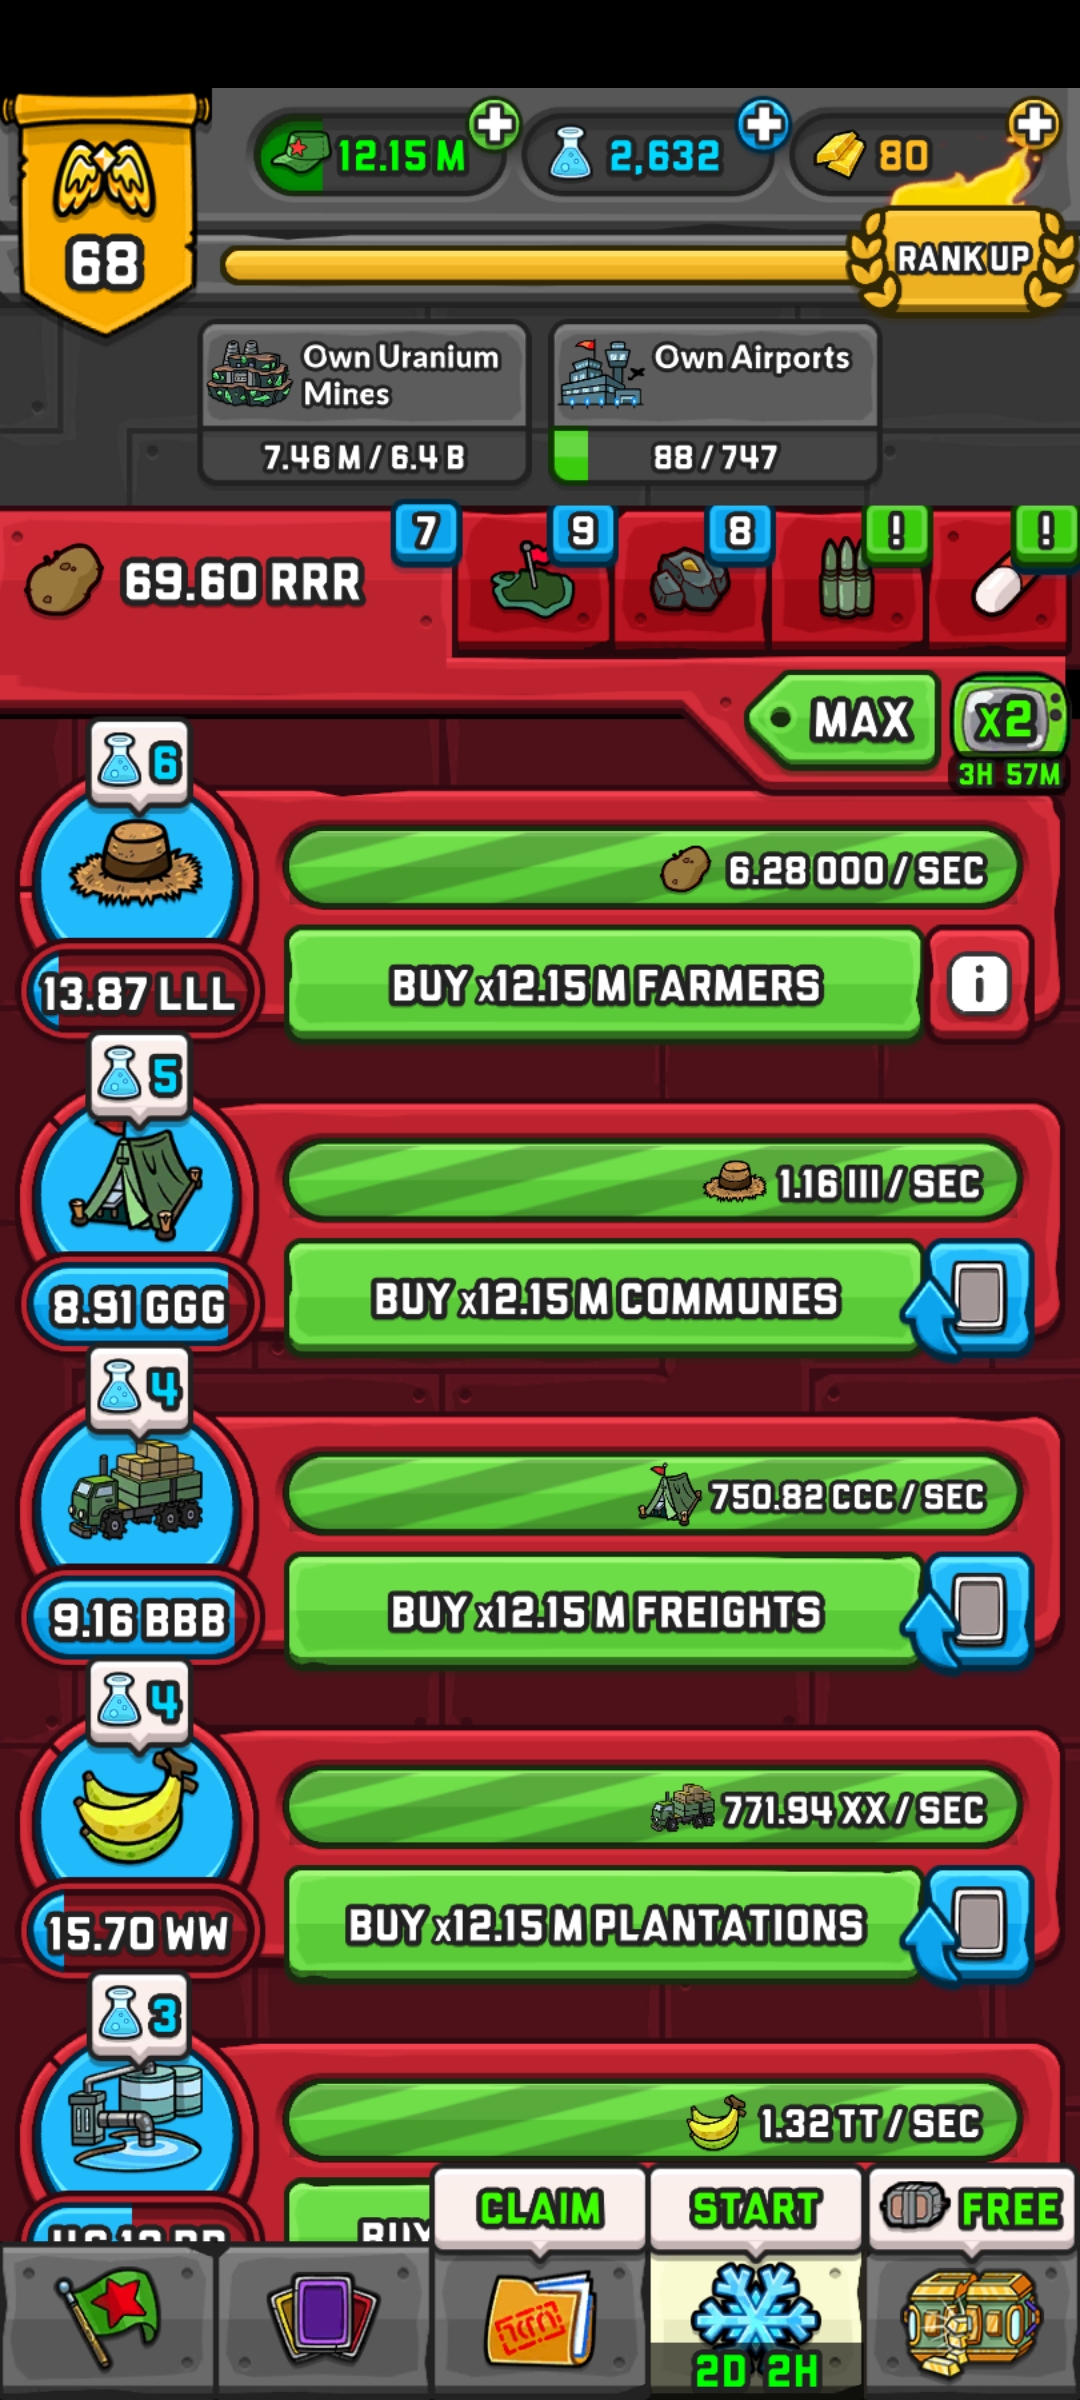 12.15 M
2,632
80
68
RANK UP
Own Uranium
Mines
7.46 M / 6.4 B
Own Airports
88 / 747
69.60 RRR
7
9
8
!
!
MAX
x2
3H 57M
6
6.28 OOO / SEC
13.87 LLL
BUY x12.15 M FARMERS
i
5
1.16 III / SEC
8.91 GGG
BUY x12.15 M COMMUNES
4
750.82 CCC / SEC
9.16 BBB
BUY x12.15 M FREIGHTS
4
771.94 XX / SEC
15.70 WW
BUY x12.15 M PLANTATIONS
3
1.32 TT / SEC
BUY
CLAIM
START
FREE
2D 2H